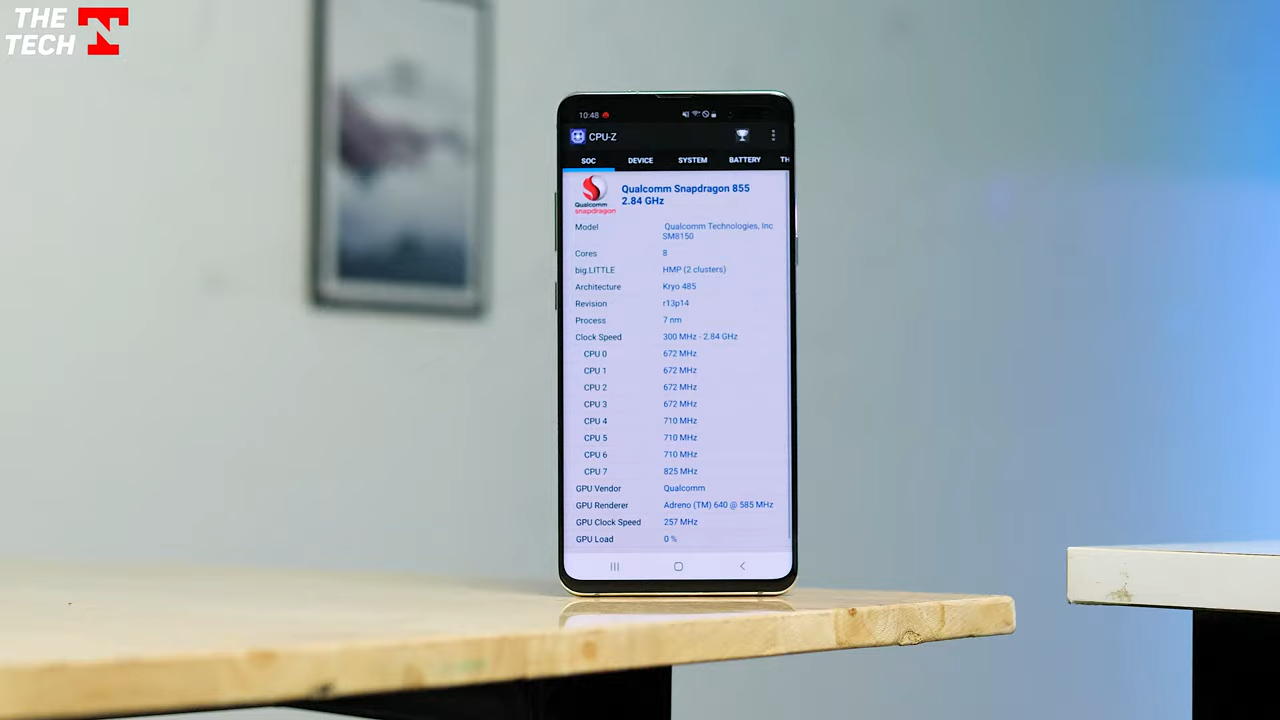 THE
TECH N
10:48
CPU-Z
SOC DEVICE SYSTEM BATTERY TH
Qualcomm
snapdragon
Qualcomm Snapdragon 855
2.84 GHz
Model Qualcomm Technologies, Inc
SM8150
Cores 8
big.LITTLE HMP (2 clusters)
Architecture Kryo 485
Revision r13p14
Process 7 nm
Clock Speed 300 MHz - 2.84 GHz
CPU 0 672 MHz
CPU 1 672 MHz
CPU 2 672 MHz
CPU 3 672 MHz
CPU 4 710 MHz
CPU 5 710 MHz
CPU 6 710 MHz
CPU 7 825 MHz
GPU Vendor Qualcomm
GPU Renderer Adreno (TM) 640 @ 585 MHz
GPU Clock Speed 257 MHz
GPU Load 0 %